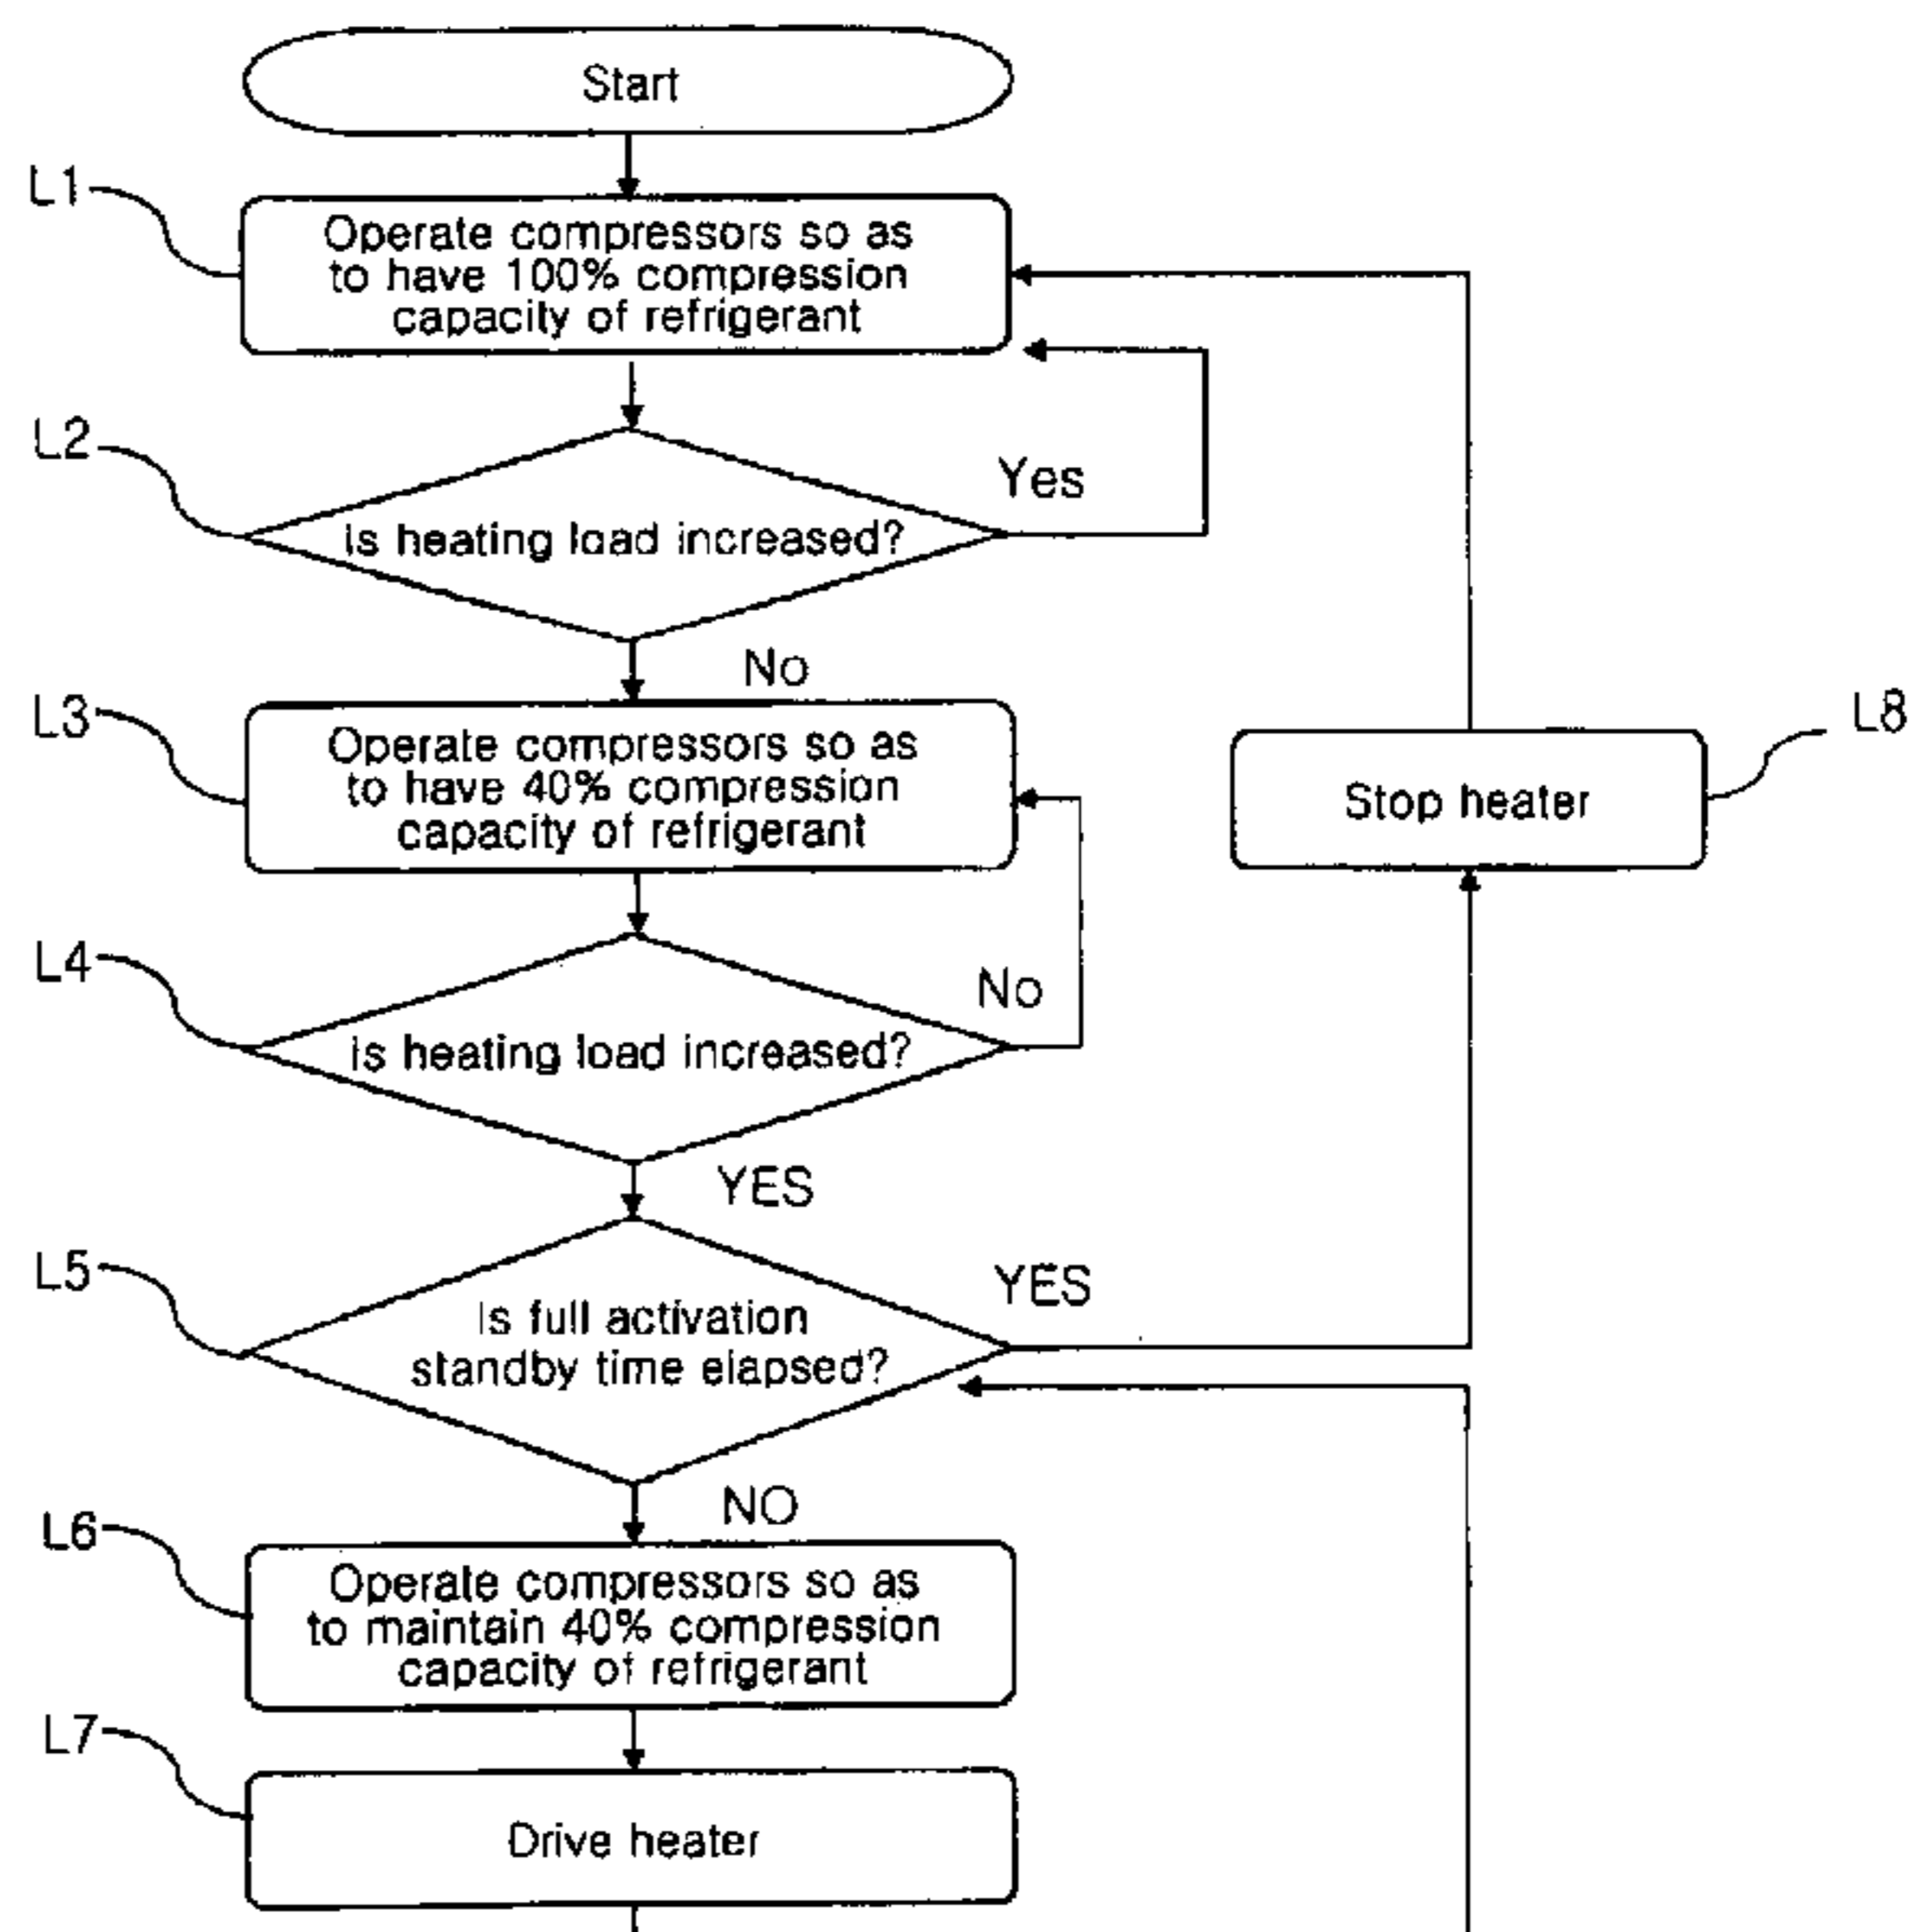 Start
L1
Operate compressors so as
to have 100% compression
capacity of refrigerant
L2
Yes
Is heating load increased?
No
L3
Operate compressors so as
to have 40% compression
capacity of refrigerant
L8
Stop heater
L4
No
Is heating load increased?
YES
L5
YES
Is full activation
standby time elapsed?
NO
L6
Operate compressors so as
to maintain 40% compression
capacity of refrigerant
L7
Drive heater